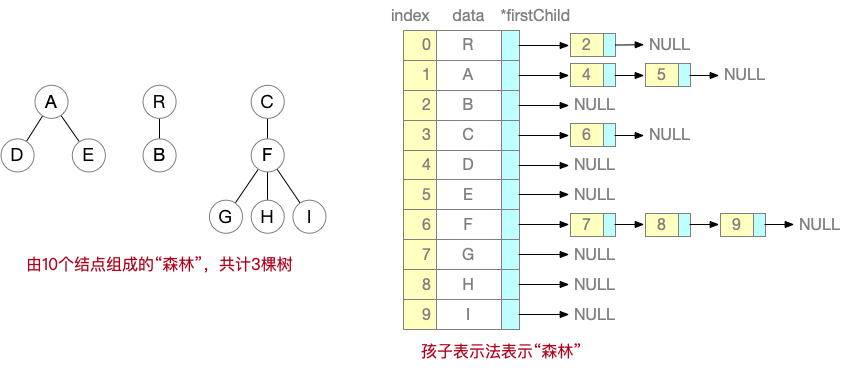 A
D
E
R
B
C
F
G
H
I
由10个结点组成的“森林”，共计3棵树
index data *firstChild
0 R 2 NULL
1 A 4 5 NULL
2 B NULL
3 C 6 NULL
4 D NULL
5 E NULL
6 F 7 8 9 NULL
7 G NULL
8 H NULL
9 I NULL
孩子表示法表示“森林”